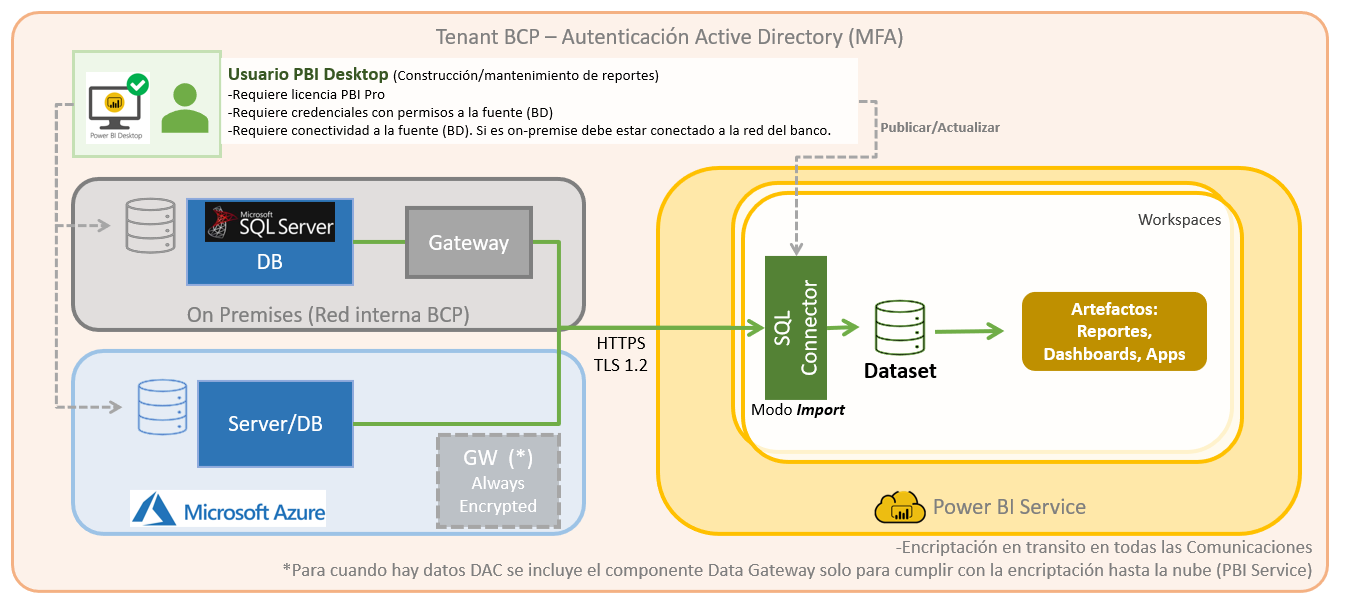 Tenant BCP – Autenticación Active Directory (MFA)
Power BI Desktop
Usuario PBI Desktop (Construcción/mantenimiento de reportes)
-Requiere licencia PBI Pro
-Requiere credenciales con permisos a la fuente (BD)
-Requiere conectividad a la fuente (BD). Si es on-premise debe estar conectado a la red del banco.
Publicar/Actualizar
Microsoft
SQL Server
DB
Gateway
On Premises (Red interna BCP)
HTTPS
TLS 1.2
Server/DB
GW (*)
Always
Encrypted
Microsoft Azure
Workspaces
SQL
Connector
Modo Import
Dataset
Artefactos:
Reportes,
Dashboards, Apps
Power BI Service
-Encriptación en transito en todas las Comunicaciones
*Para cuando hay datos DAC se incluye el componente Data Gateway solo para cumplir con la encriptación hasta la nube (PBI Service)